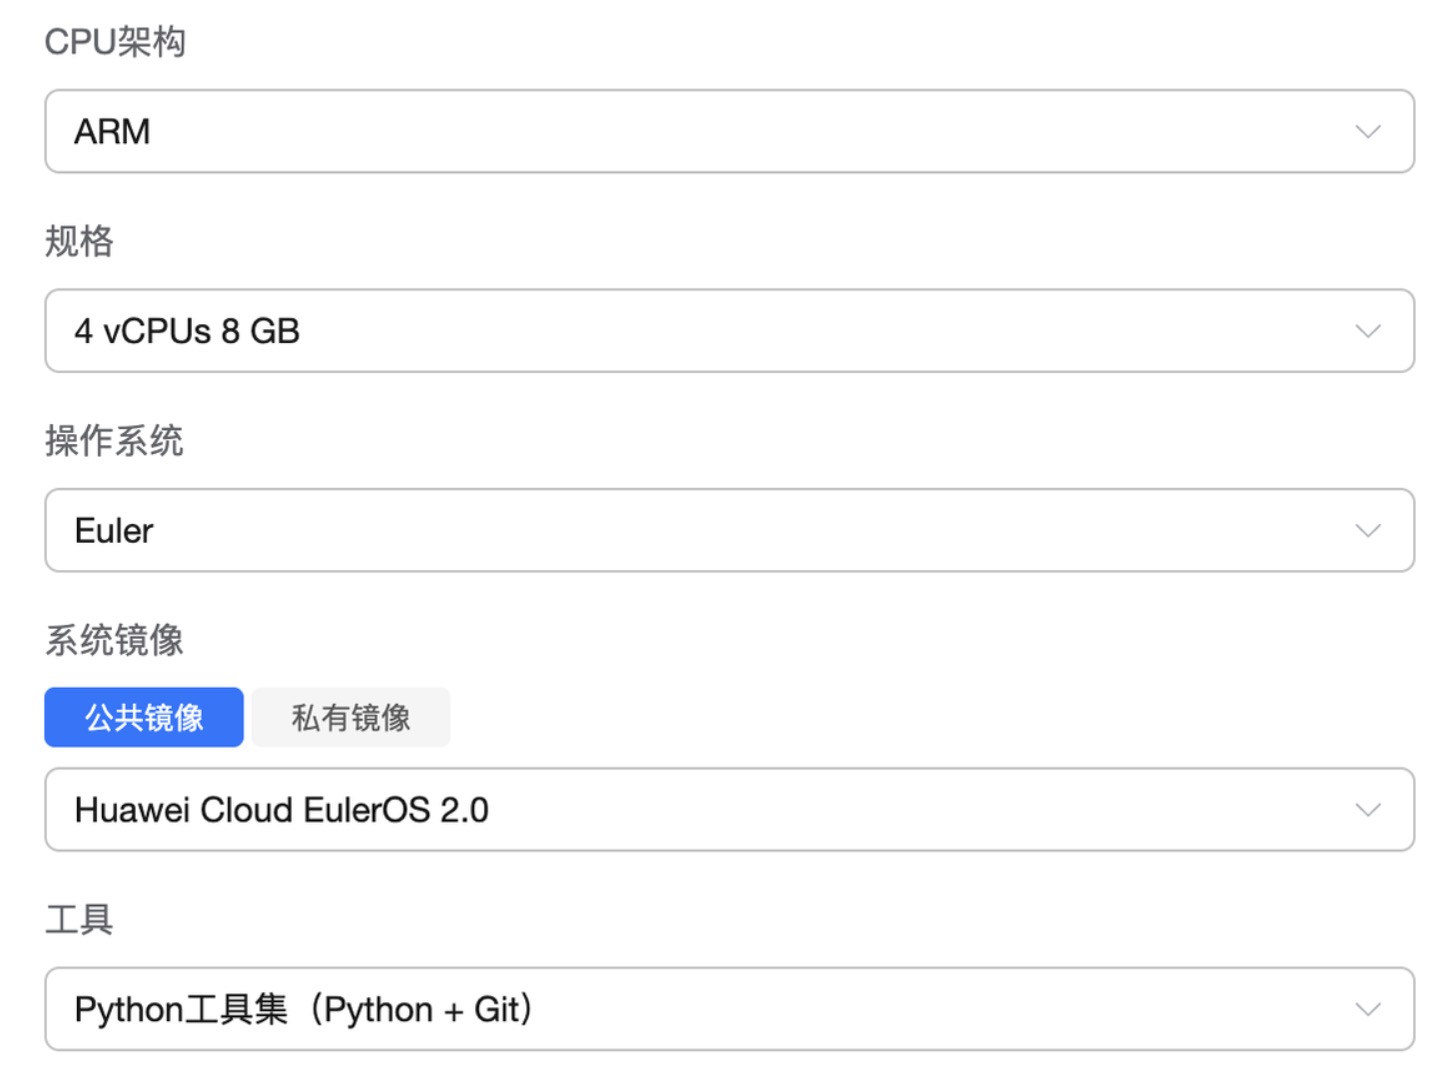 CPU架构
ARM
规格
4 vCPUs 8 GB
操作系统
Euler
系统镜像
公共镜像 私有镜像
Huawei Cloud EulerOS 2.0
工具
Python工具集（Python + Git）